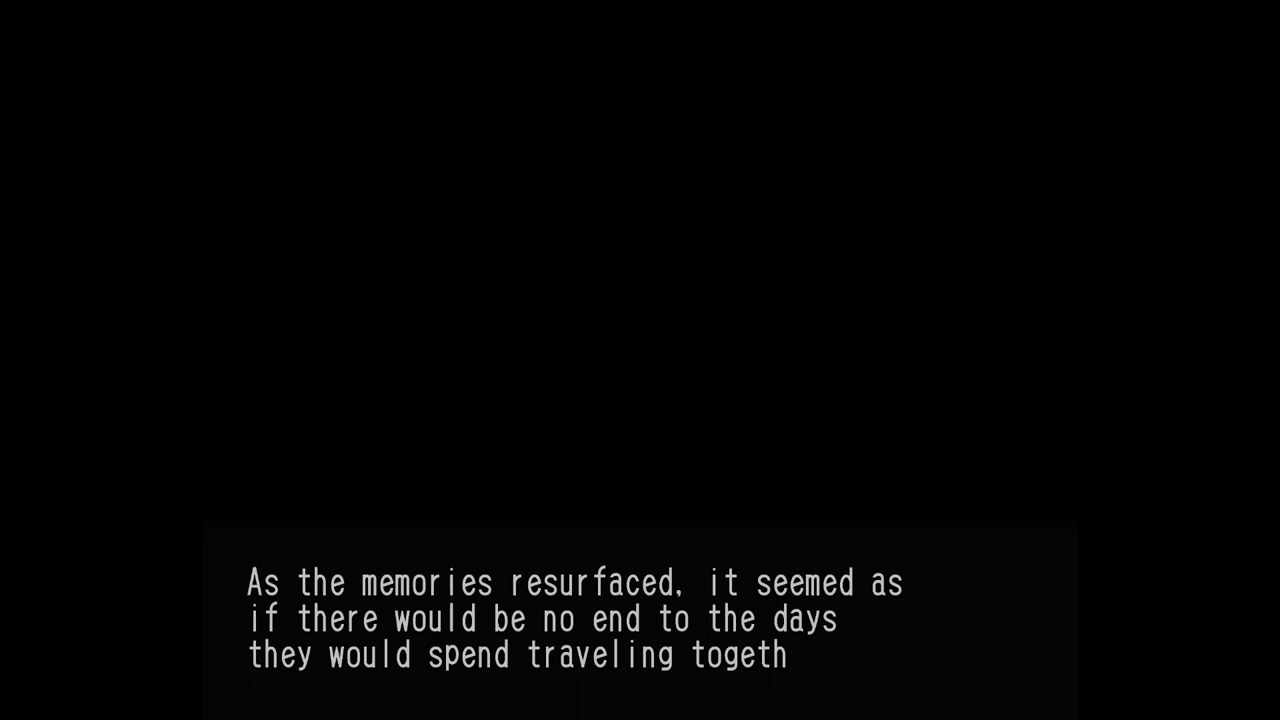 As the memories resurfaced, it seemed as
if there would be no end to the days
they would spend traveling togeth